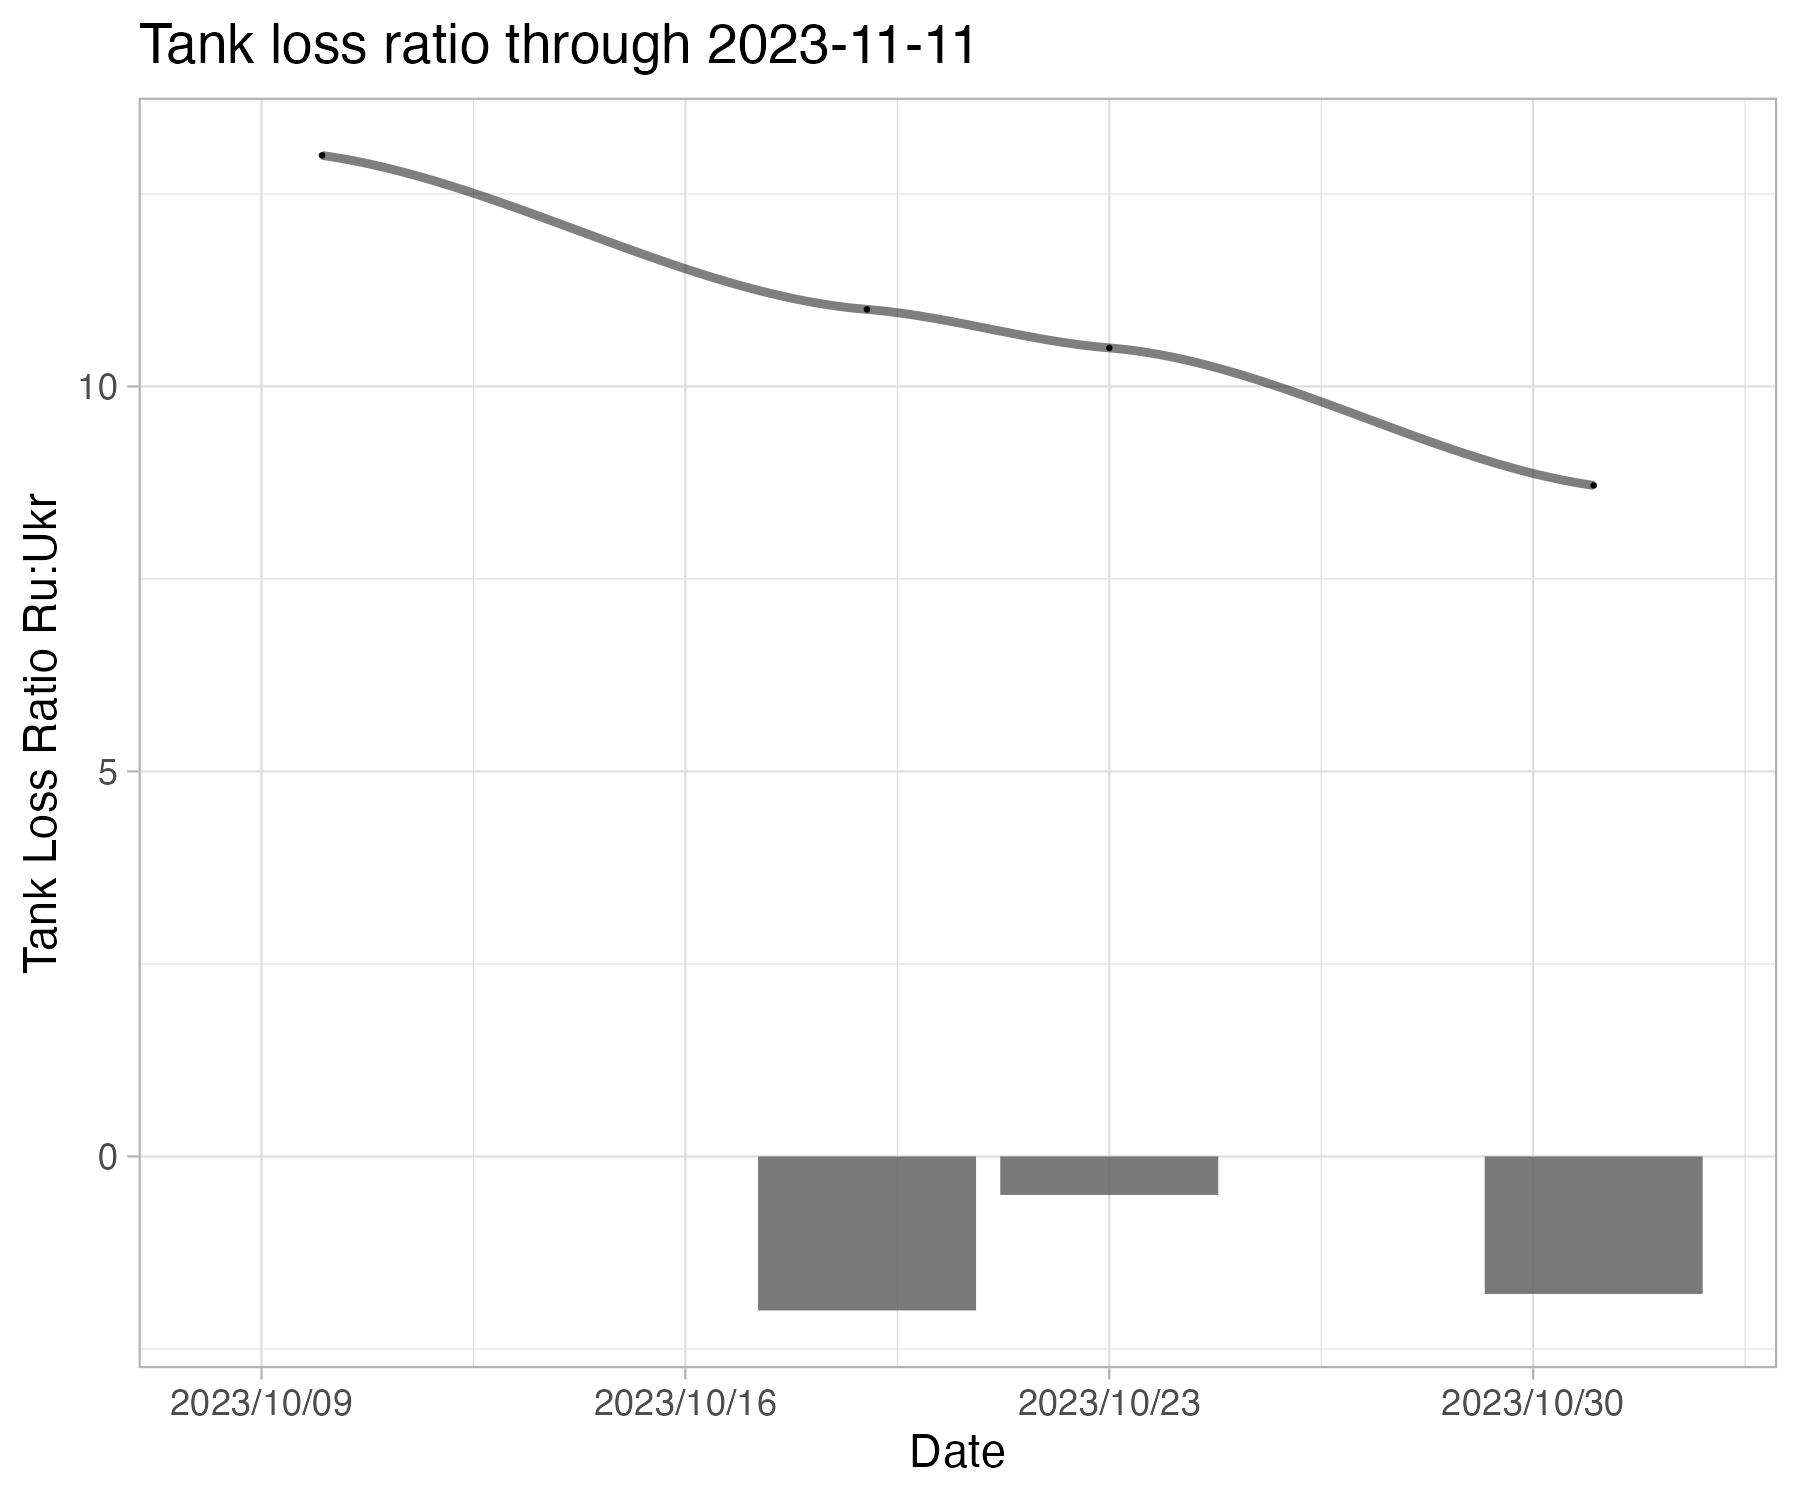 Tank loss ratio through 2023-11-11
Tank Loss Ratio Ru:Ukr
10
5
0
2023/10/09
2023/10/16
2023/10/23
2023/10/30
Date